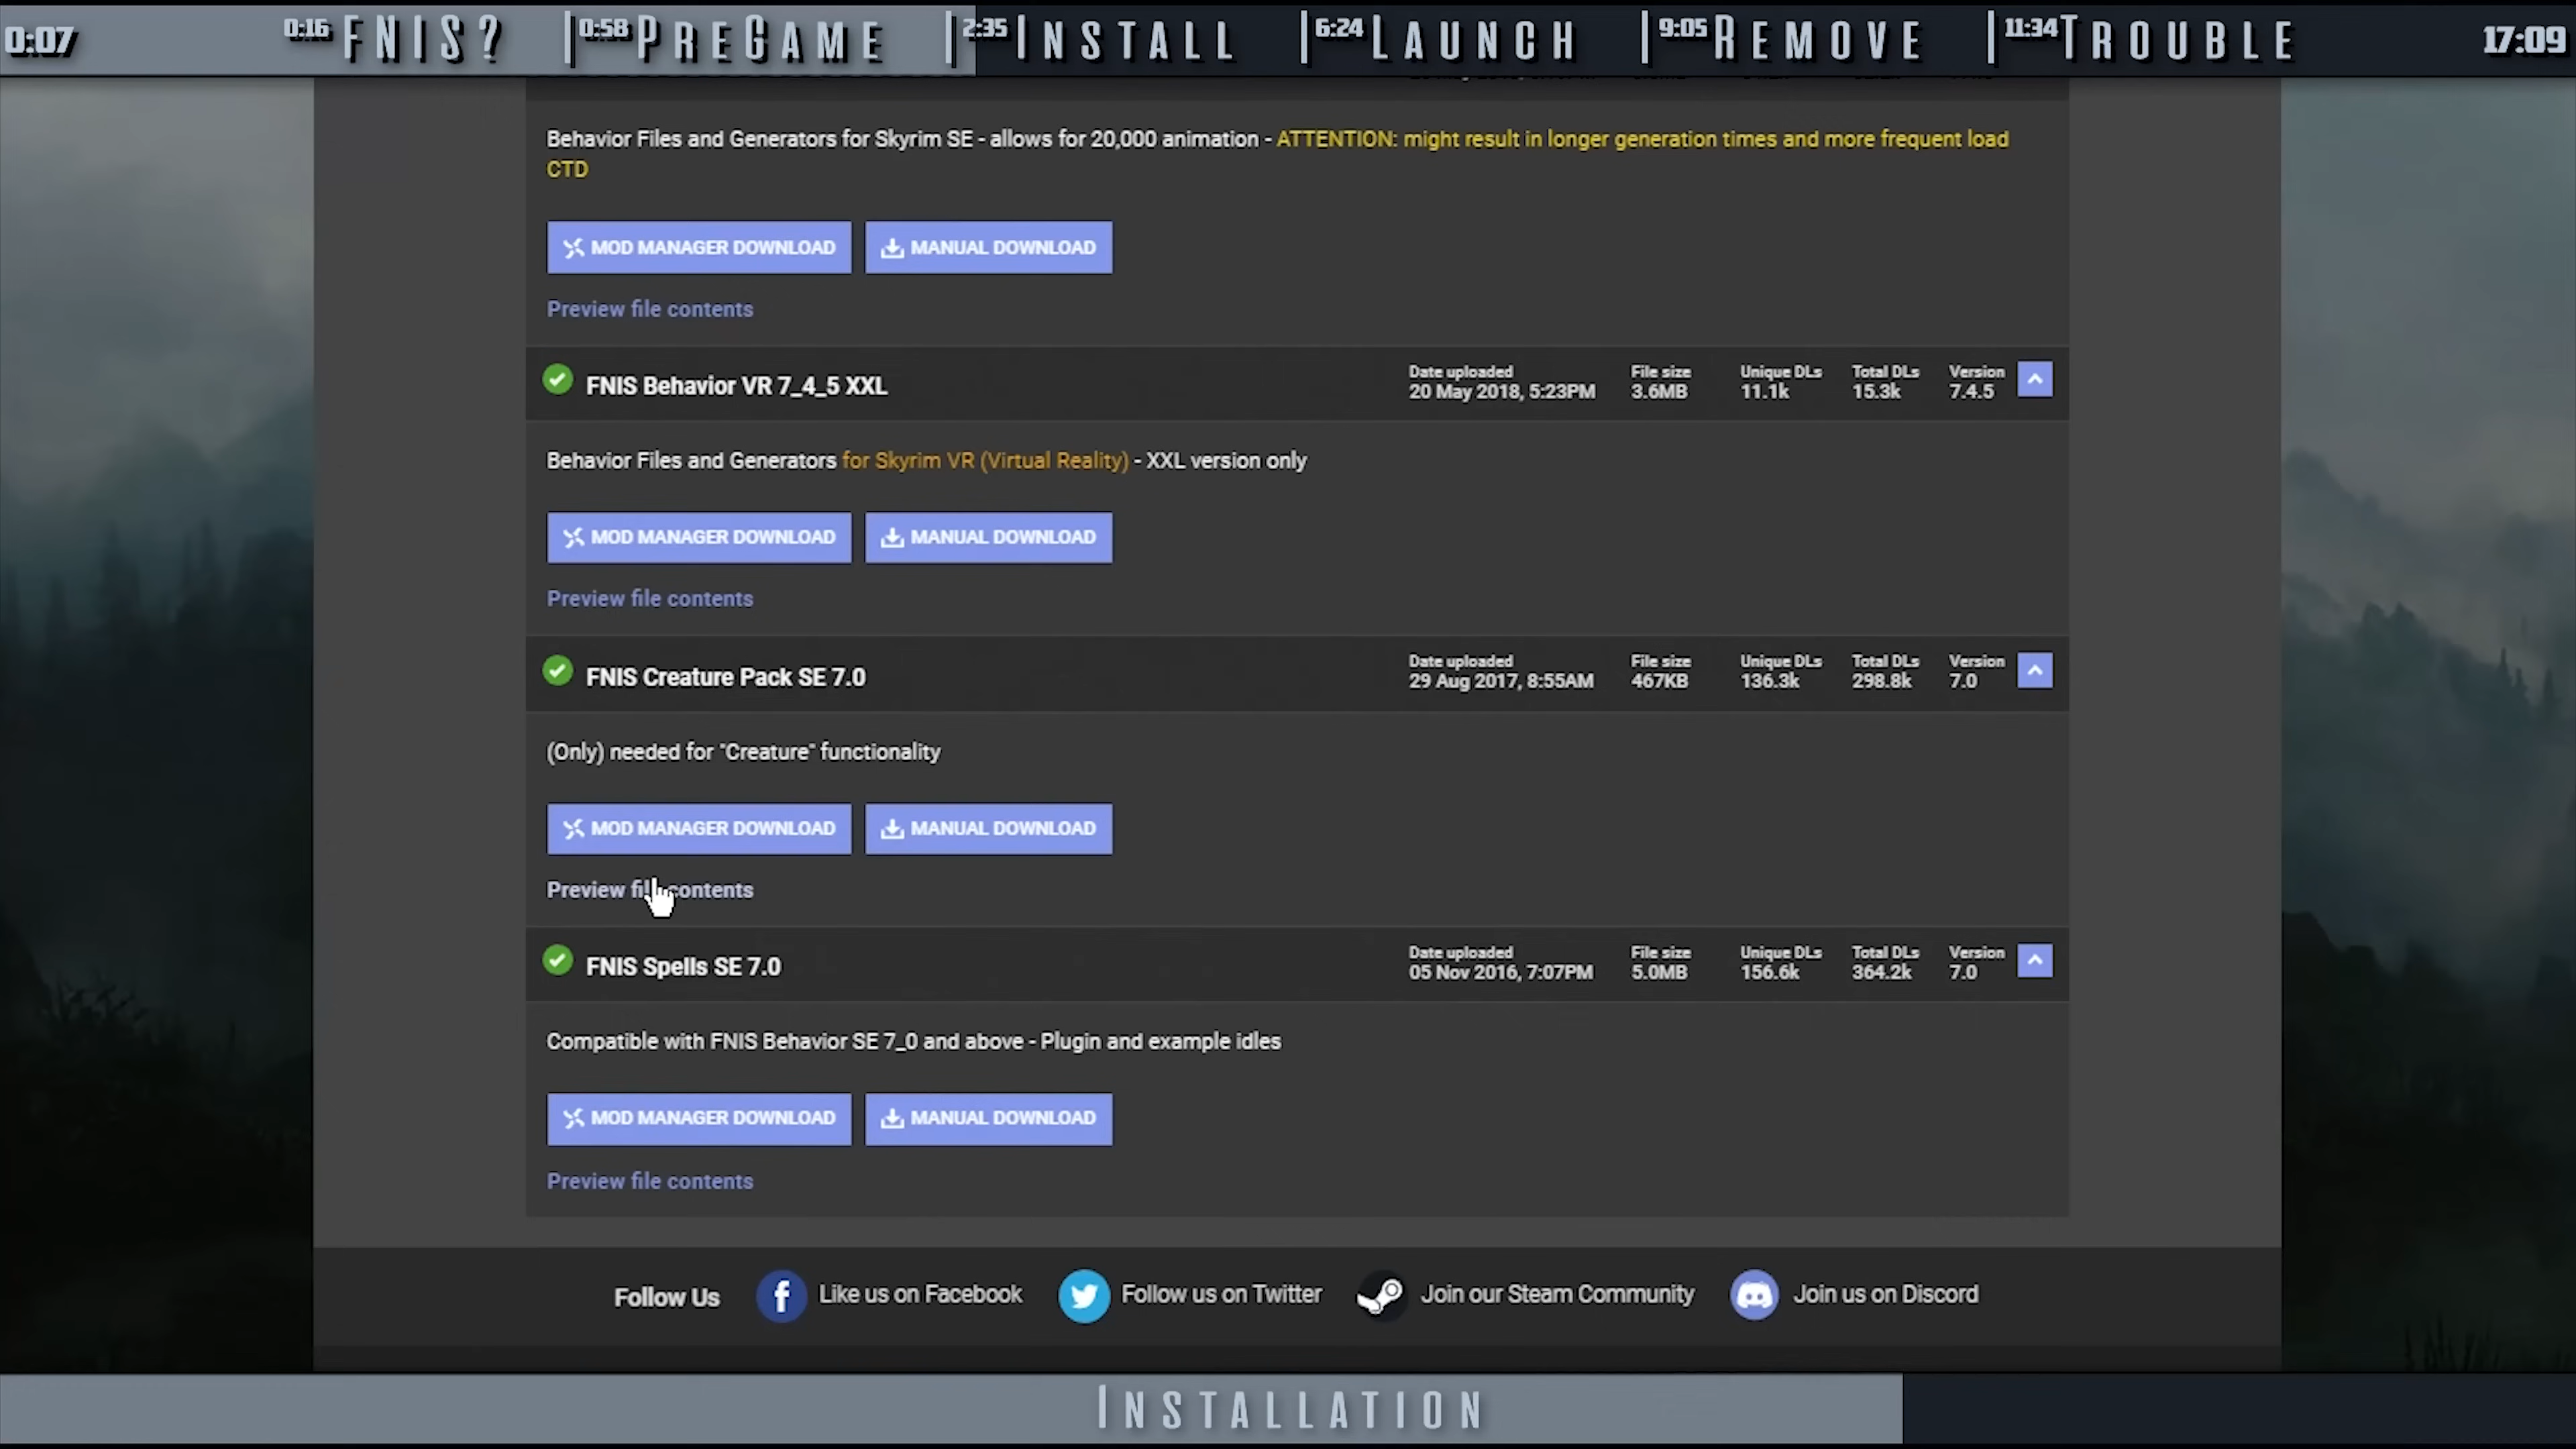 0:07 0:16 FNIS? 0:58 PREGAME 2:35 INSTALL 6:24 LAUNCH 9:05 REMOVE 11:34 TROUBLE 17:09
Behavior Files and Generators for Skyrim SE - allows for 20,000 animation - ATTENTION: might result in longer generation times and more frequent load
CTD
MOD MANAGER DOWNLOAD MANUAL DOWNLOAD
Preview file contents
FNIS Behavior VR 7_4_5 XXL
Date uploaded File size Unique DLs Total DLs Version
20 May 2018, 5:23PM 3.6MB 11.1k 15.3k 7.4.5
Behavior Files and Generators for Skyrim VR (Virtual Reality) - XXL version only
MOD MANAGER DOWNLOAD MANUAL DOWNLOAD
Preview file contents
FNIS Creature Pack SE 7.0
Date uploaded File size Unique DLs Total DLs Version
29 Aug 2017, 8:55AM 467KB 136.3k 298.8k 7.0
(Only) needed for "Creature" functionality
MOD MANAGER DOWNLOAD MANUAL DOWNLOAD
Preview file contents
FNIS Spells SE 7.0
Date uploaded File size Unique DLs Total DLs Version
05 Nov 2016, 7:07PM 5.0MB 156.6k 364.2k 7.0
Compatible with FNIS Behavior SE 7_0 and above - Plugin and example idles
MOD MANAGER DOWNLOAD MANUAL DOWNLOAD
Preview file contents
Follow Us Like us on Facebook Follow us on Twitter Join our Steam Community Join us on Discord
INSTALLATION